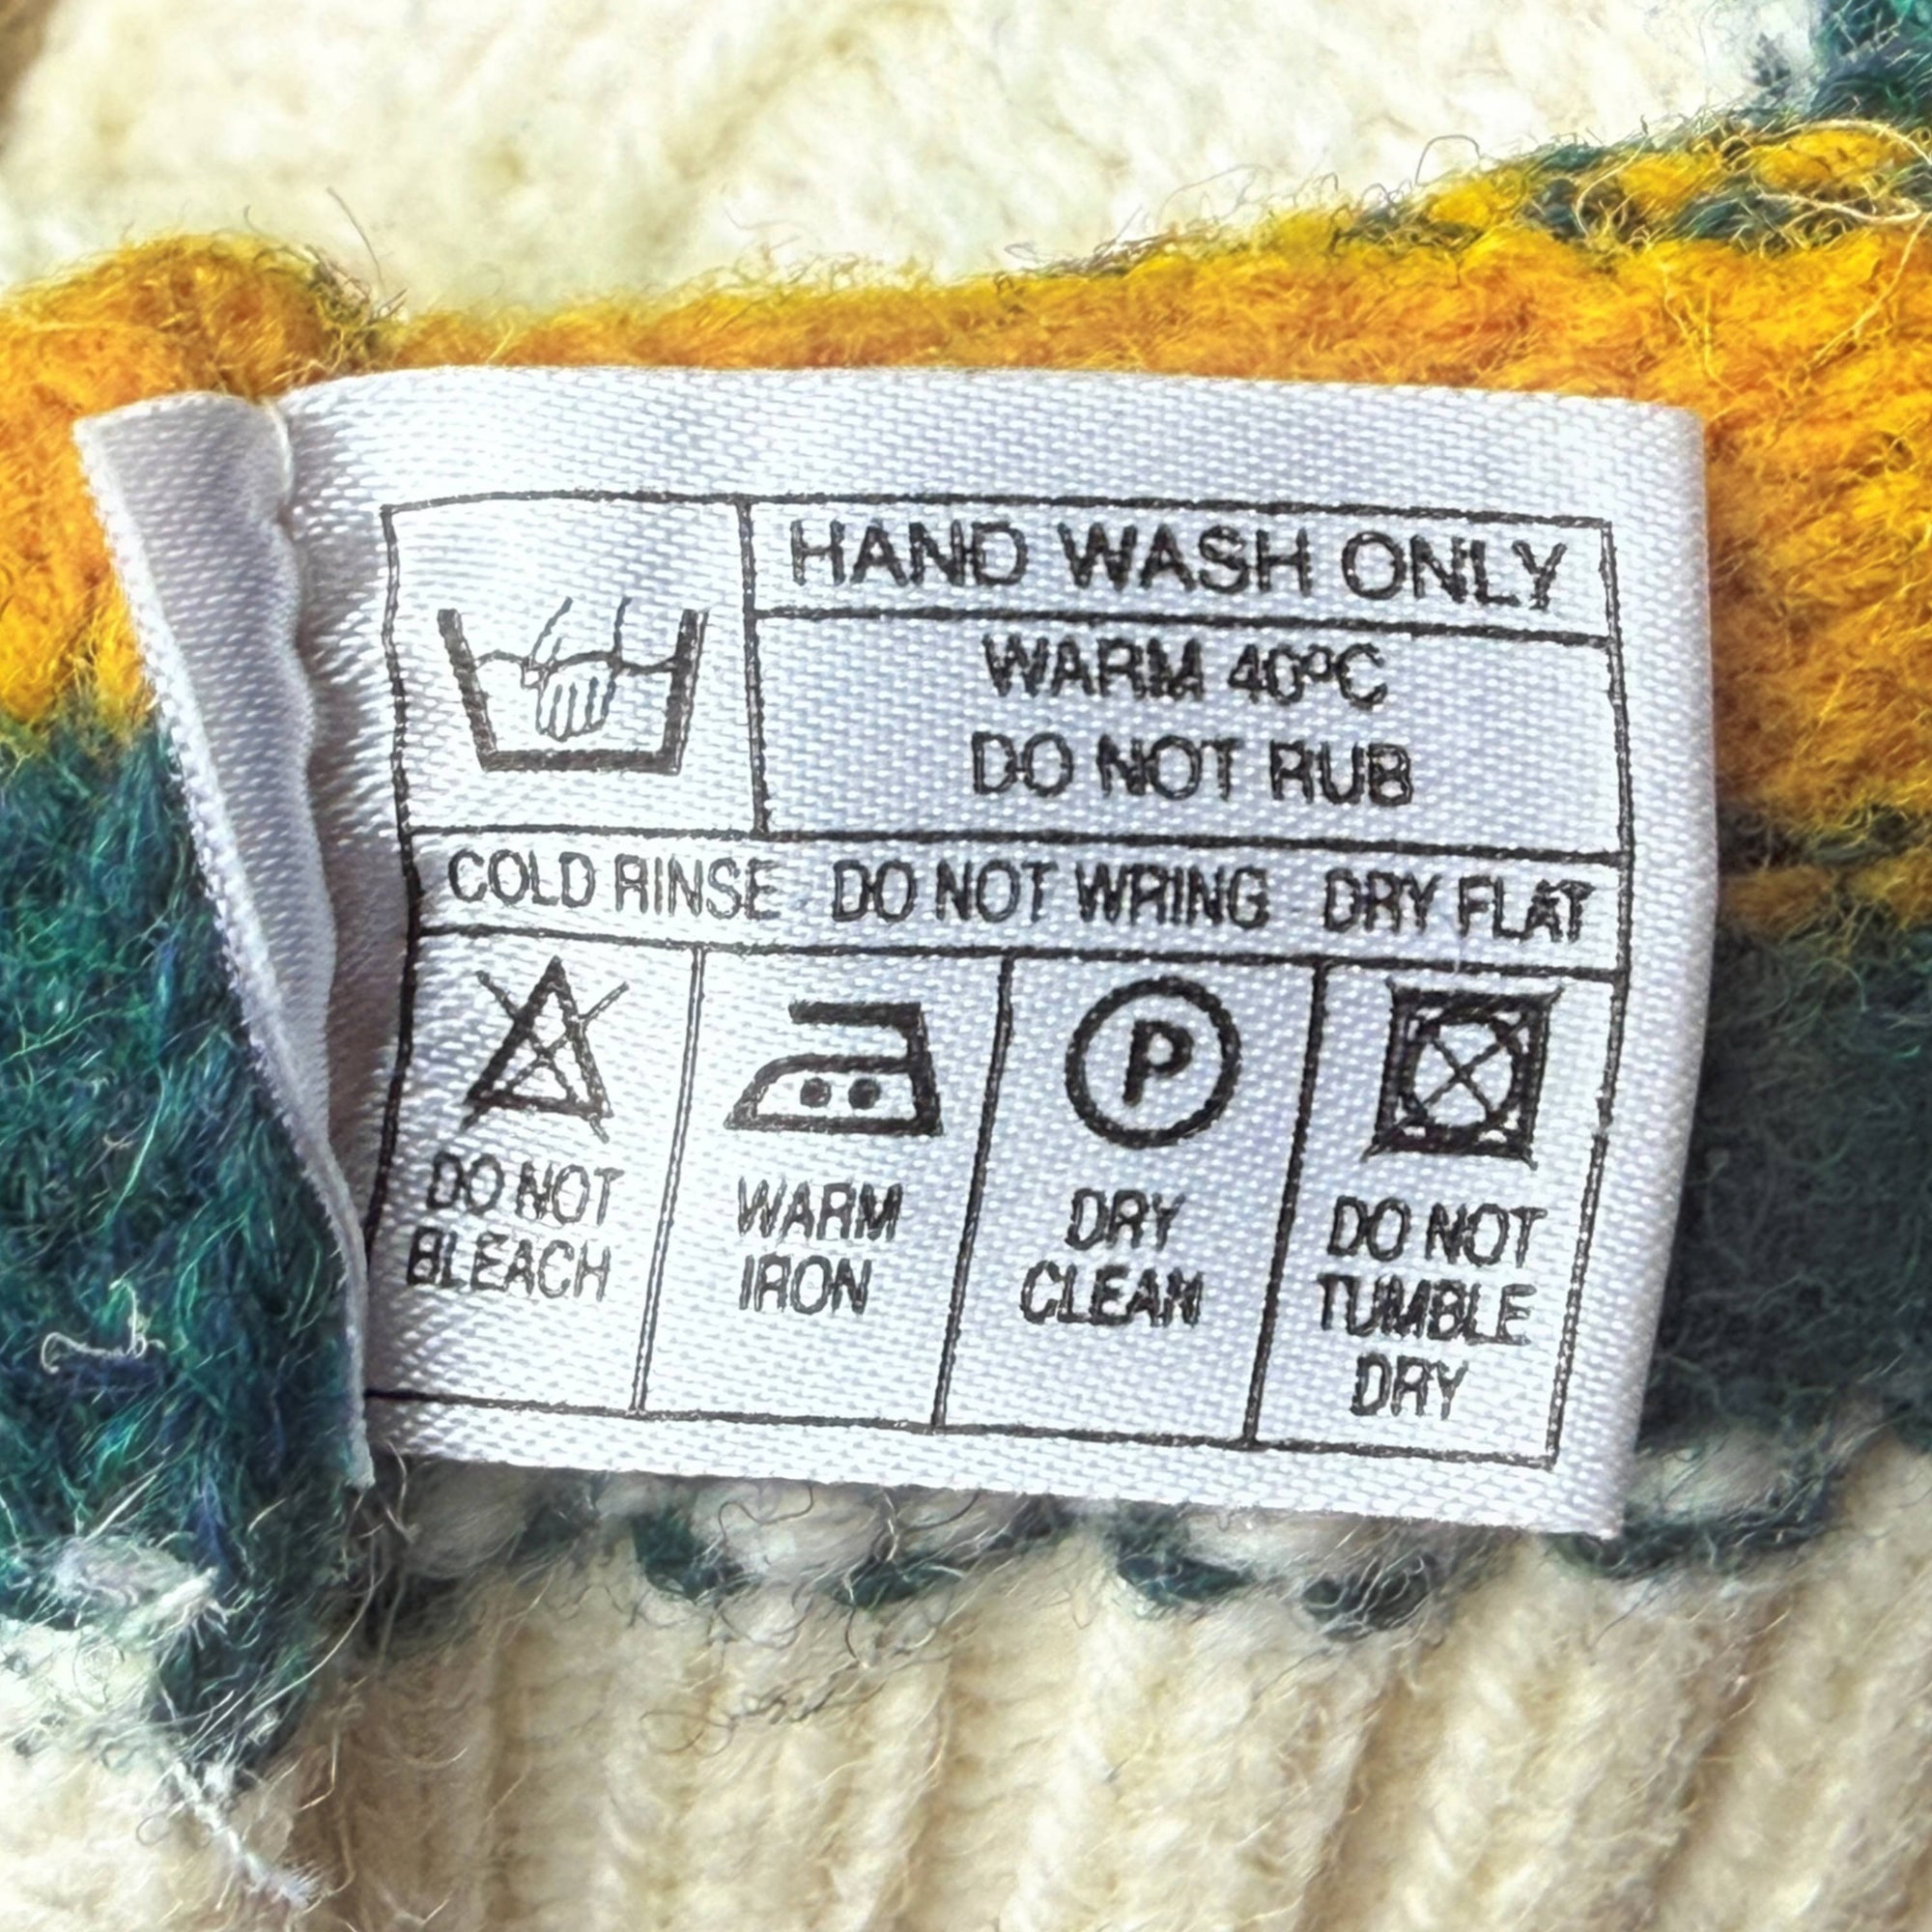 HAND WASH ONLY
WARM 40ºC
DO NOT RUB
COLD RINSE DO NOT WRING DRY FLAT
P
DO NOT
BLEACH
WARM
IRON
DRY
CLEAN
DO NOT
TUMBLE
DRY